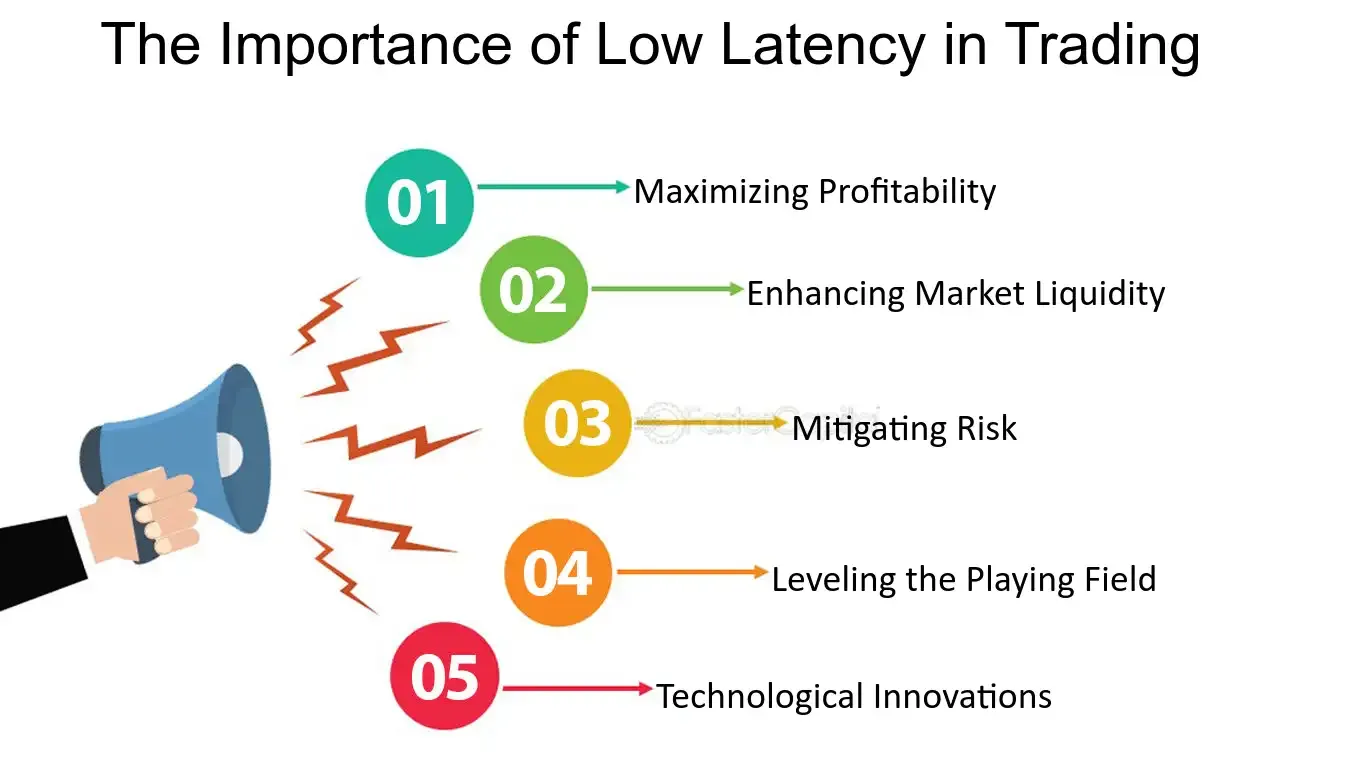 The Importance of Low Latency in Trading
01
Maximizing Profitability
02
Enhancing Market Liquidity
03
FasterCapital
Mitigating Risk
04
Leveling the Playing Field
05
Technological Innovations